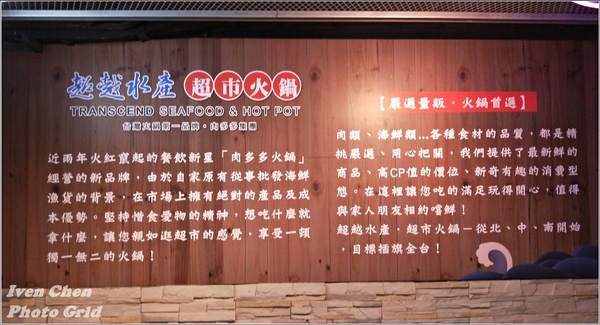 超越水產 超市火鍋
TRANSCEND SEAFOOD & HOT POT
台灣火鍋第一品牌‧肉多多集團
近兩年火紅竄起的餐飲新星「肉多多火鍋」
經營的新品牌，由於自家原有從事批發海鮮
漁貨的背景，在市場上擁有絕對的產品及成
本優勢。堅持惜食愛物的精神，想吃什麼就
拿什麼，讓您親如逛超市的感覺，享受一頓
獨一無二的火鍋！
【嚴選量販‧火鍋首選】
肉類、海鮮類...各種食材的品質，都是精
挑嚴選、用心把關，我們提供了最新鮮的
商品、高CP值的價位、新奇有趣的消費型
態。在這裡讓您吃的滿足玩得開心，值得
與家人朋友相約嚐鮮！
超越水產，超市火鍋－從北、中、南開始
，目標插旗全台！
Iven Chen
Photo Grid